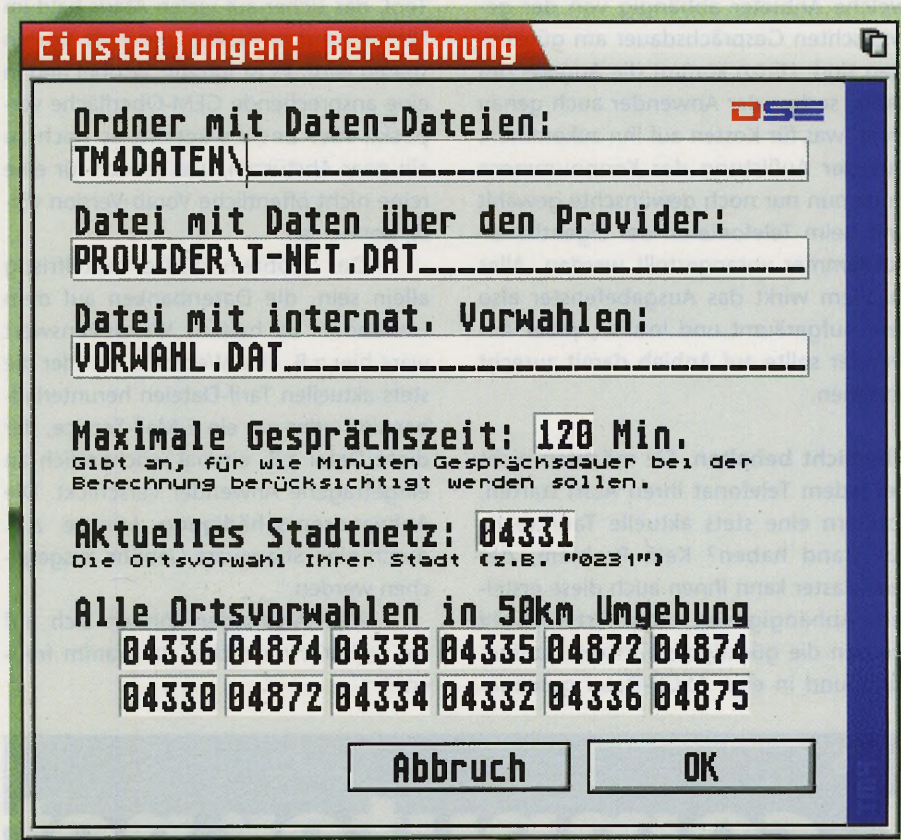 Einstellungen: Berechnung
Ordner mit Daten-Dateien:
DSE
TM4DATEN\
Datei mit Daten über den Provider:
PROVIDER\T_NET.DAT
Datei mit internat. Vorwahlen:
VORWAHL.DAT
Maximale Gesprächszeit: 120 Min.
Gibt an, für wie Minuten Gesprächsdauer bei der
Berechnung berücksichtigt werden sollen.
Aktuelles Stadtnetz: 04331
Die Ortsvorwahl Ihrer Stadt (z.B. "0231")
Alle Ortsvorwahlen in 50km Umgebung
04336 04874 04330 04335 04872 04874
04330 04872 04334 04332 04336 04875
Abbruch OK